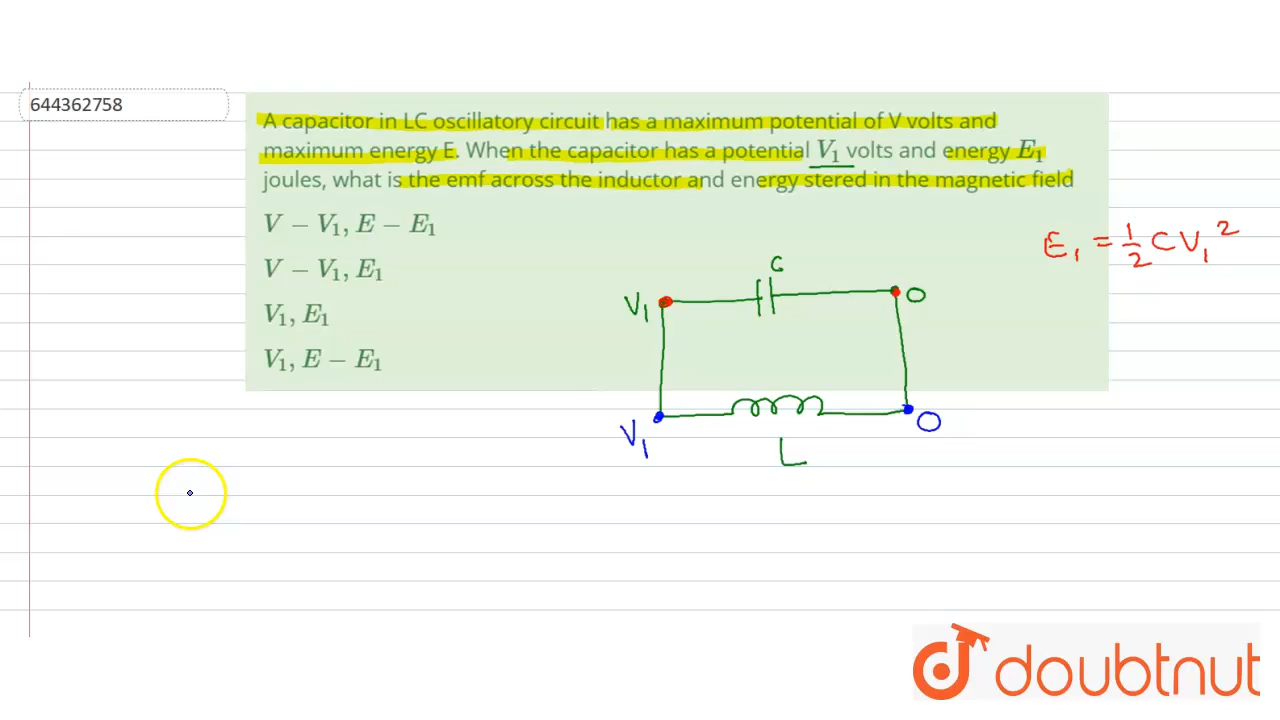 644362758
A capacitor in LC oscillatory circuit has a maximum potential of V volts and
maximum energy E. When the capacitor has a potential V₁ volts and energy E₁
joules, what is the emf across the inductor and energy stered in the magnetic field
V − V₁, E − E₁
V − V₁, E₁
V₁, E₁
V₁, E − E₁
E₁ = 1/2 C V₁²
C
V₁
O
V₁
O
L
doubtnut